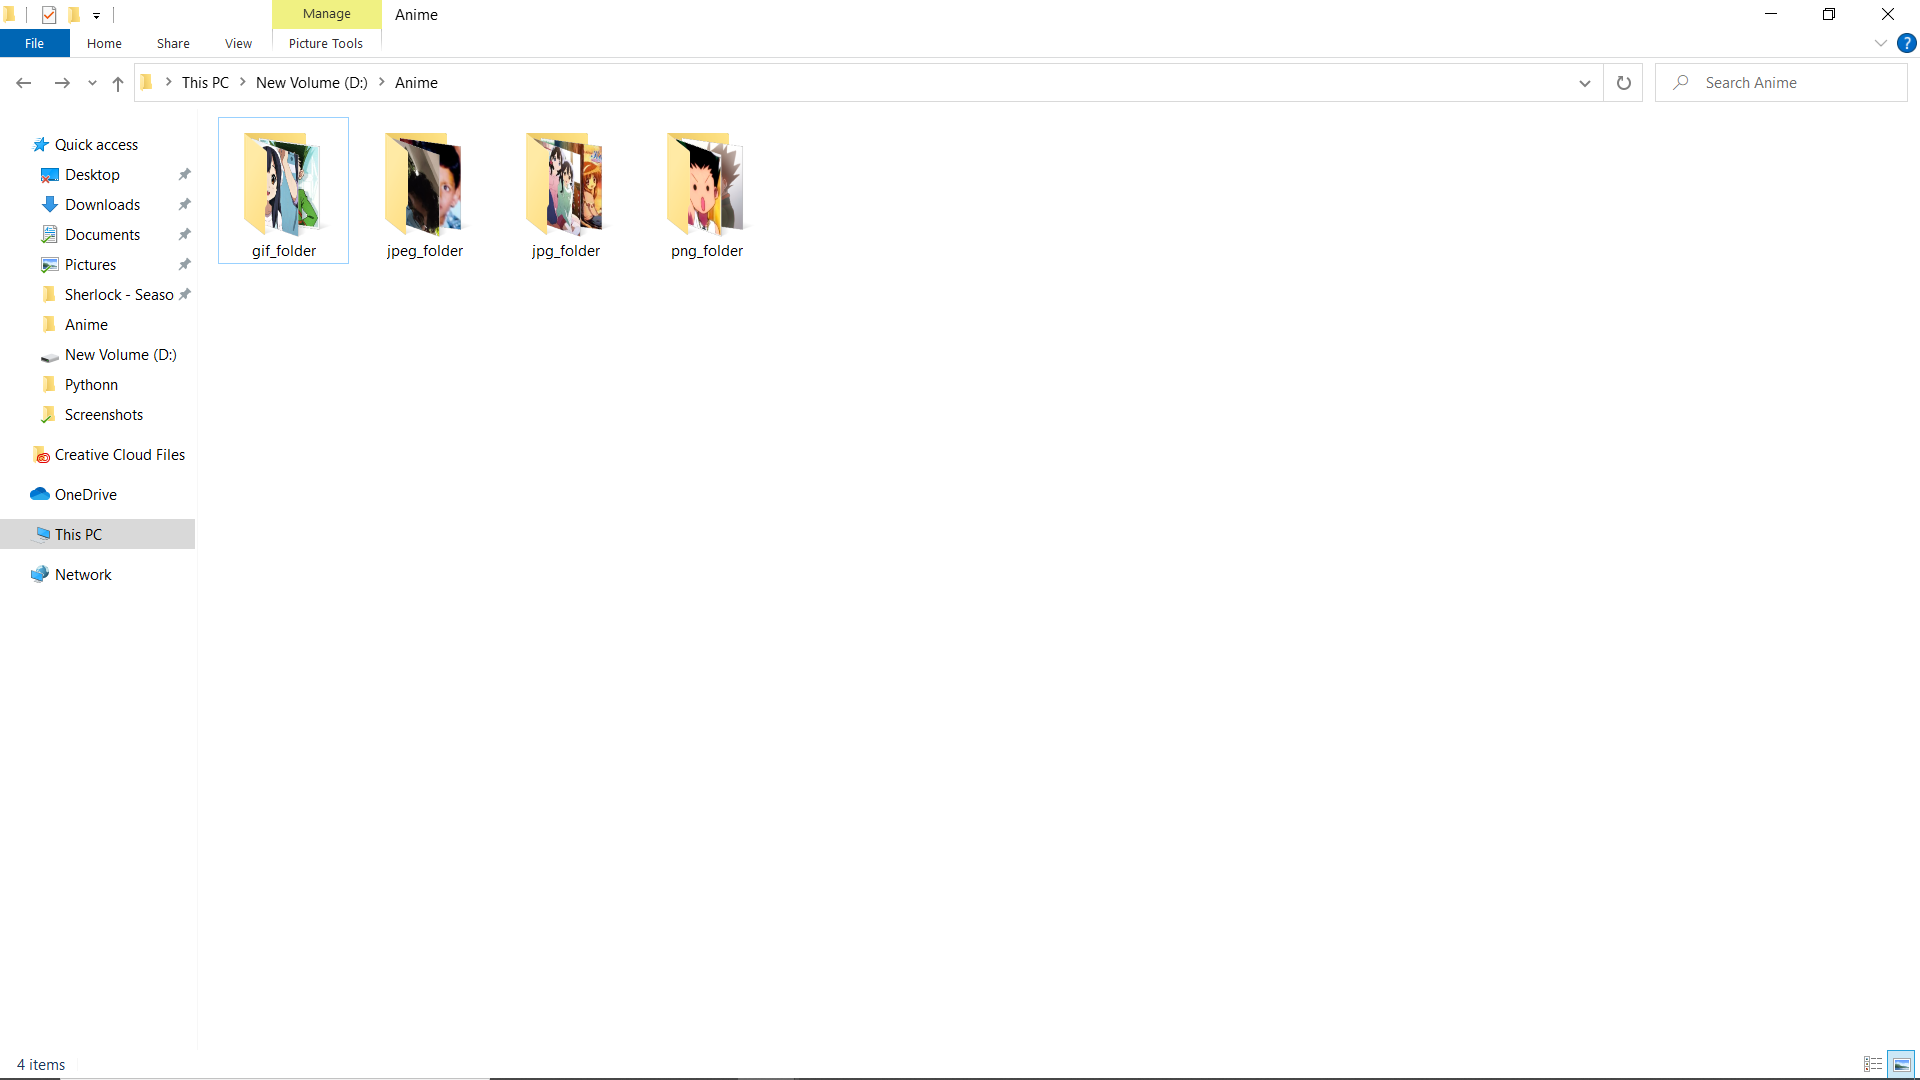 Manage
Anime
File
Home
Share
View
Picture Tools
?
This PC
New Volume (D:)
Anime
Search Anime
Quick access
Desktop
Downloads
Documents
Pictures
Sherlock - Seaso
Anime
New Volume (D:)
Pythonn
Screenshots
Creative Cloud Files
OneDrive
This PC
Network
gif_folder
jpeg_folder
jpg_folder
png_folder
4 items